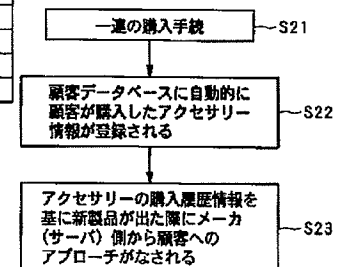 一連の購入手続
S21
顧客データベースに自動的に
顧客が購入したアクセサリー
情報が登録される
S22
アクセサリーの購入履歴情報を
基に新製品が出た際にメーカ
(サーバ)側から顧客への
アプローチがなされる
S23